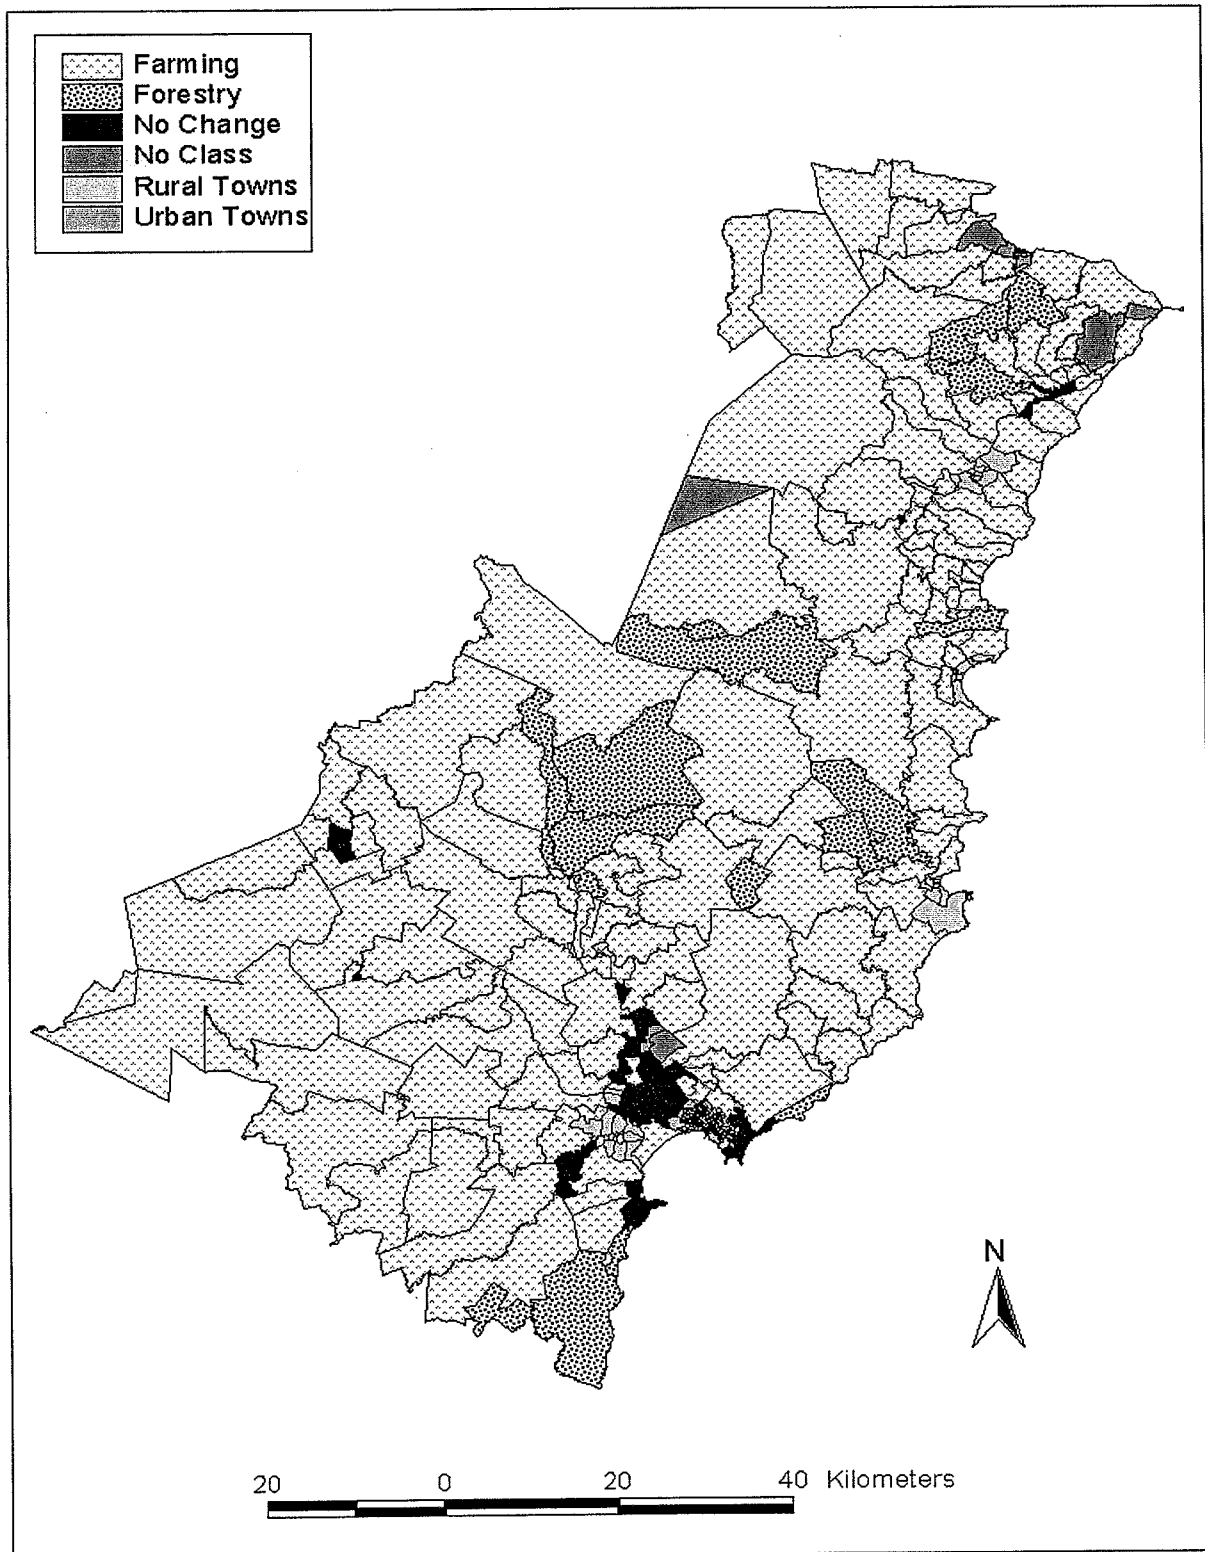 Farming
Forestry
No Change
No Class
Rural Towns
Urban Towns
N
20 0 20 40 Kilometers